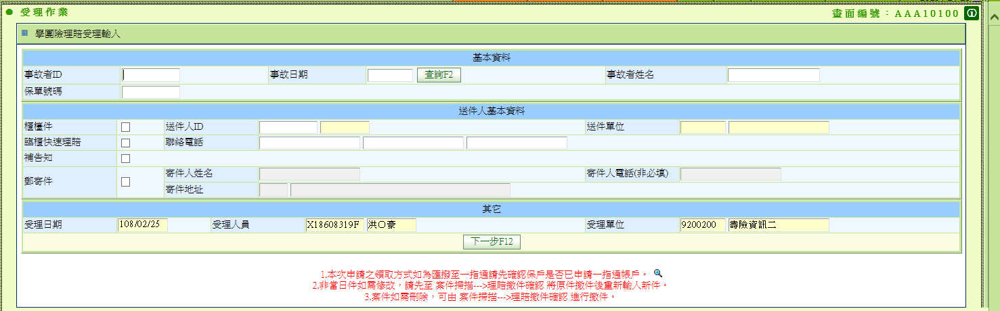 受理作業
畫面編號：AAA10100
學團險理賠受理輸入
基本資料
事故者ID 事故日期 查詢F2 事故者姓名
保單號碼
送件人基本資料
櫃檯件 送件人ID 送件單位
臨櫃快速理賠 聯絡電話
補告知
郵寄件 寄件人姓名 寄件人電話(非必填)
寄件地址
其它
受理日期 108/02/25 受理人員 X18608319F 洪○豪 受理單位 9200200 壽險資訊二
下一步F12
1.本次申請之領取方式如為匯撥至一指通請先確認保戶是否已申請一指通帳戶。
2.非當日件如需修改，請先至 案件掃描--->理賠撤件確認 將原件撤件後重新輸入新件。
3.案件如需刪除，可由 案件掃描--->理賠撤件確認 進行撤件。